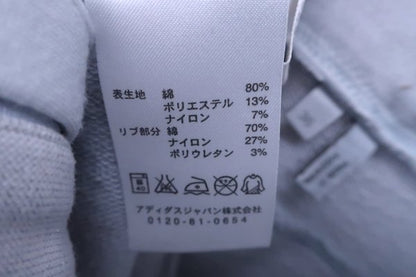 表生地 綿 80%
ポリエステル 13%
ナイロン 7%
リブ部分 綿 70%
ナイロン 27%
ポリウレタン 3%
アディダスジャパン株式会社
0120-81-0654